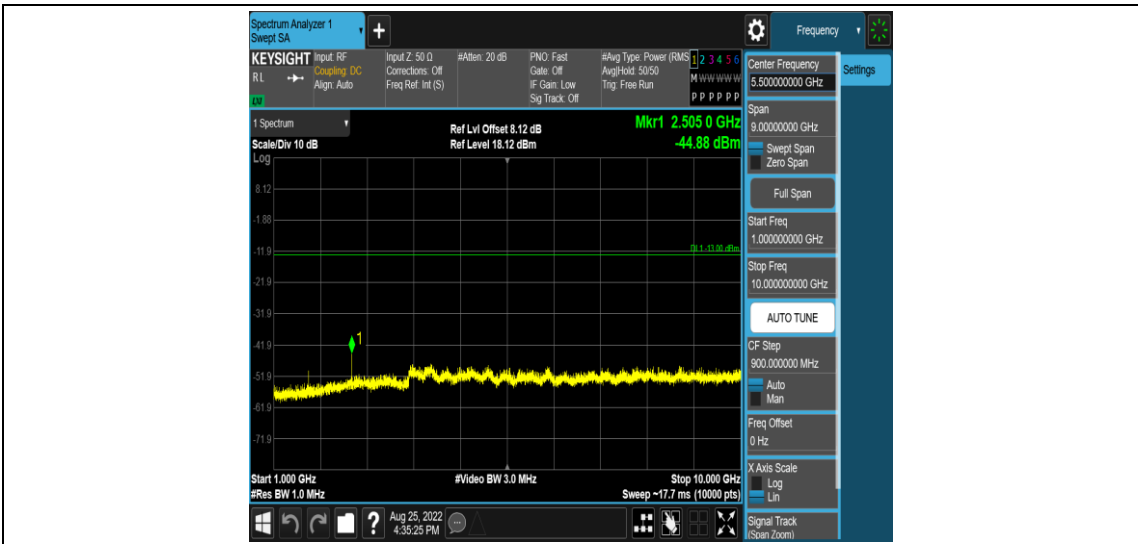 Spectrum Analyzer 1
Swept SA
+
Frequency
KEYSIGHT
RL
LXI
Input: RF
Coupling: DC
Align: Auto
Input Z: 50 Ω
Corrections: Off
Freq Ref: Int (S)
#Atten: 20 dB
PNO: Fast
Gate: Off
IF Gain: Low
Sig Track: Off
#Avg Type: Power (RMS
Avg|Hold: 50/50
Trig: Free Run
1 2 3 4 5 6
M W W W W W
P P P P P P
1 Spectrum
Scale/Div 10 dB
Log
Ref Lvl Offset 8.12 dB
Ref Level 18.12 dBm
Mkr1 2.505 0 GHz
-44.88 dBm
8.12
-1.88
-11.9
-21.9
-31.9
-41.9
-51.9
-61.9
-71.9
DL1 -13.00 dBm
1
Start 1.000 GHz
#Res BW 1.0 MHz
#Video BW 3.0 MHz
Stop 10.000 GHz
Sweep ~17.7 ms (10000 pts)
Center Frequency
5.500000000 GHz
Settings
Span
9.00000000 GHz
Swept Span
Zero Span
Full Span
Start Freq
1.000000000 GHz
Stop Freq
10.000000000 GHz
AUTO TUNE
CF Step
900.000000 MHz
Auto
Man
Freq Offset
0 Hz
X Axis Scale
Log
Lin
Signal Track
(Span Zoom)
?
Aug 25, 2022
4:35:25 PM